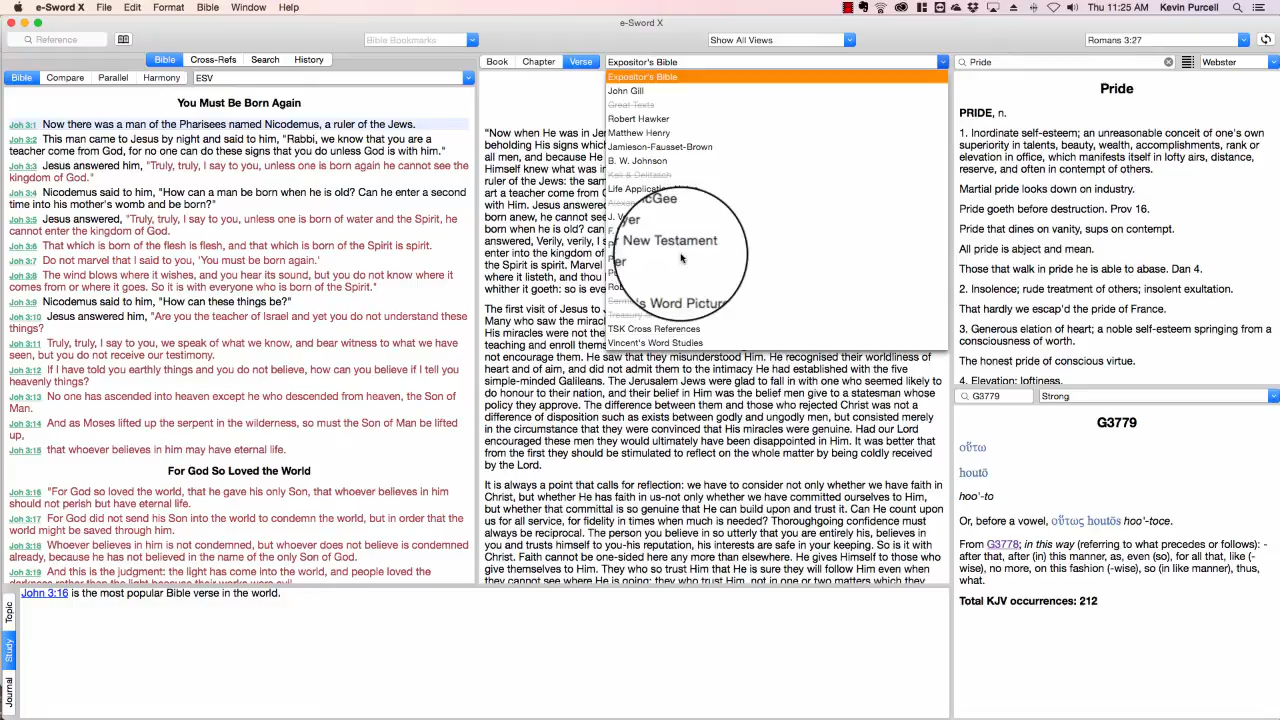 e-Sword X File Edit Format Bible Window Help
Thu 11:25 AM Kevin Purcell
e-Sword X
Reference
Bible Bookmarks
Show All Views
Romans 3:27
Bible Cross-Refs Search History
Bible Compare Parallel Harmony ESV
You Must Be Born Again
Joh 3:1 Now there was a man of the Pharisees named Nicodemus, a ruler of the Jews.
Joh 3:2 This man came to Jesus by night and said to him, "Rabbi, we know that you are a
teacher come from God, for no one can do these signs that you do unless God is with him."
Joh 3:3 Jesus answered him, "Truly, truly, I say to you, unless one is born again he cannot see the
kingdom of God."
Joh 3:4 Nicodemus said to him, "How can a man be born when he is old? Can he enter a second
time into his mother's womb and be born?"
Joh 3:5 Jesus answered, "Truly, truly, I say to you, unless one is born of water and the Spirit, he
cannot enter the kingdom of God.
Joh 3:6 That which is born of the flesh is flesh, and that which is born of the Spirit is spirit.
Joh 3:7 Do not marvel that I said to you, 'You must be born again.'
Joh 3:8 The wind blows where it wishes, and you hear its sound, but you do not know where it
comes from or where it goes. So it is with everyone who is born of the Spirit."
Joh 3:9 Nicodemus said to him, "How can these things be?"
Joh 3:10 Jesus answered him, "Are you the teacher of Israel and yet you do not understand these
things?
Joh 3:11 Truly, truly, I say to you, we speak of what we know, and bear witness to what we have
seen, but you do not receive our testimony.
Joh 3:12 If I have told you earthly things and you do not believe, how can you believe if I tell you
heavenly things?
Joh 3:13 No one has ascended into heaven except he who descended from heaven, the Son of
Man.
Joh 3:14 And as Moses lifted up the serpent in the wilderness, so must the Son of Man be lifted
up,
Joh 3:15 that whoever believes in him may have eternal life.
For God So Loved the World
Joh 3:16 "For God so loved the world, that he gave his only Son, that whoever believes in him
should not perish but have eternal life.
Joh 3:17 For God did not send his Son into the world to condemn the world, but in order that the
world might be saved through him.
Joh 3:18 Whoever believes in him is not condemned, but whoever does not believe is condemned
already, because he has not believed in the name of the only Son of God.
Joh 3:19 And this is the judgment: the light has come into the world, and people loved the
darkness rather than the light because their works were evil.
Book Chapter Verse Expositor's Bible
Expositor's Bible
John Gill
Great Texts
Robert Hawker
Matthew Henry
Jamieson-Fausset-Brown
B. W. Johnson
Keil & Delitzsch
Life Application
McGee
yer
r New Testament
er
's Word Pictur
Treasury
TSK Cross References
Vincent's Word Studies
"Now when He was in Jer
beholding His signs which
all men, and because He
Himself knew what was in
ruler of the Jews: the sam
art a teacher come from G
with Him. Jesus answered
born anew, he cannot see
born when he is old? can
answered, Verily, verily, I s
enter into the kingdom of G
the Spirit is spirit. Marvel
where it listeth, and thou h
whither it goeth: so is eve
The first visit of Jesus to J
Many who saw the miracl
His miracles were not the
teaching and enroll thems
not encourage them. He saw that they misunderstood Him. He recognised their worldliness of
heart and of aim, and did not admit them to the intimacy He had established with the five
simple-minded Galileans. The Jerusalem Jews were glad to fall in with one who seemed likely to
do honour to their nation, and their belief in Him was the belief men give to a statesman whose
policy they approve. The difference between them and those who rejected Christ was not a
difference of disposition such as exists between godly and ungodly men, but consisted merely
in the circumstance that they were convinced that His miracles were genuine. Had our Lord
encouraged these men they would ultimately have been disappointed in Him. It was better that
from the first they should be stimulated to reflect on the whole matter by being coldly received
by the Lord.
It is always a point that calls for reflection: we have to consider not only whether we have faith in
Christ, but whether He has faith in us-not only whether we have committed ourselves to Him,
but whether that committal is so genuine that He can build upon and trust it. Can He count upon
us for all service, for fidelity in times when much is needed? Thoroughgoing confidence must
always be reciprocal. The person you believe in so utterly that you are entirely his, believes in
you and trusts himself to you-his reputation, his interests are safe in your keeping. So is it with
Christ. Faith cannot be one-sided here any more than elsewhere. He gives Himself to those who
give themselves to Him. They who so trust Him that He is sure they will follow Him even when
they cannot see where He is going; they who trust Him, not in one or two matters which they
Pride Webster
Pride
PRIDE, n.
1. Inordinate self-esteem; an unreasonable conceit of one's own
superiority in talents, beauty, wealth, accomplishments, rank or
elevation in office, which manifests itself in lofty airs, distance,
reserve, and often in contempt of others.
Martial pride looks down on industry.
Pride goeth before destruction. Prov 16.
Pride that dines on vanity, sups on contempt.
All pride is abject and mean.
Those that walk in pride he is able to abase. Dan 4.
2. Insolence; rude treatment of others; insolent exultation.
That hardly we escap'd the pride of France.
3. Generous elation of heart; a noble self-esteem springing from a
consciousness of worth.
The honest pride of conscious virtue.
4. Elevation; loftiness.
G3779 Strong
G3779
οὕτω
houtō
hoo'-to
Or, before a vowel, οὕτως houtōs hoo'-toce.
From G3778; in this way (referring to what precedes or follows): -
after that, after (in) this manner, as, even (so), for all that, like (-
wise), no more, on this fashion (-wise), so (in like manner), thus,
what.
Total KJV occurrences: 212
Topic
Study
Journal
John 3:16 is the most popular Bible verse in the world.